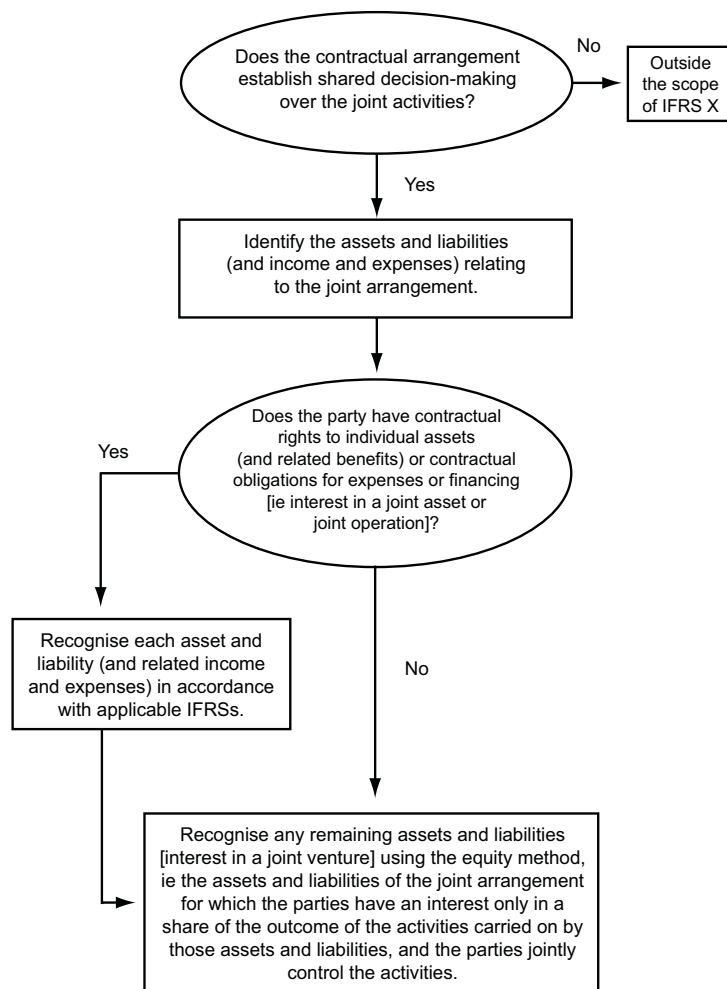 Does the contractual arrangement
establish shared decision-making
over the joint activities?
No
Outside
the scope
of IFRS X
Yes
Identify the assets and liabilities
(and income and expenses) relating
to the joint arrangement.
Does the party have contractual
rights to individual assets
(and related benefits) or contractual
obligations for expenses or financing
[ie interest in a joint asset or
joint operation]?
Yes
Recognise each asset and
liability (and related income
and expenses) in accordance
with applicable IFRSs.
No
Recognise any remaining assets and liabilities
[interest in a joint venture] using the equity method,
ie the assets and liabilities of the joint arrangement
for which the parties have an interest only in a
share of the outcome of the activities carried on by
those assets and liabilities, and the parties jointly
control the activities.